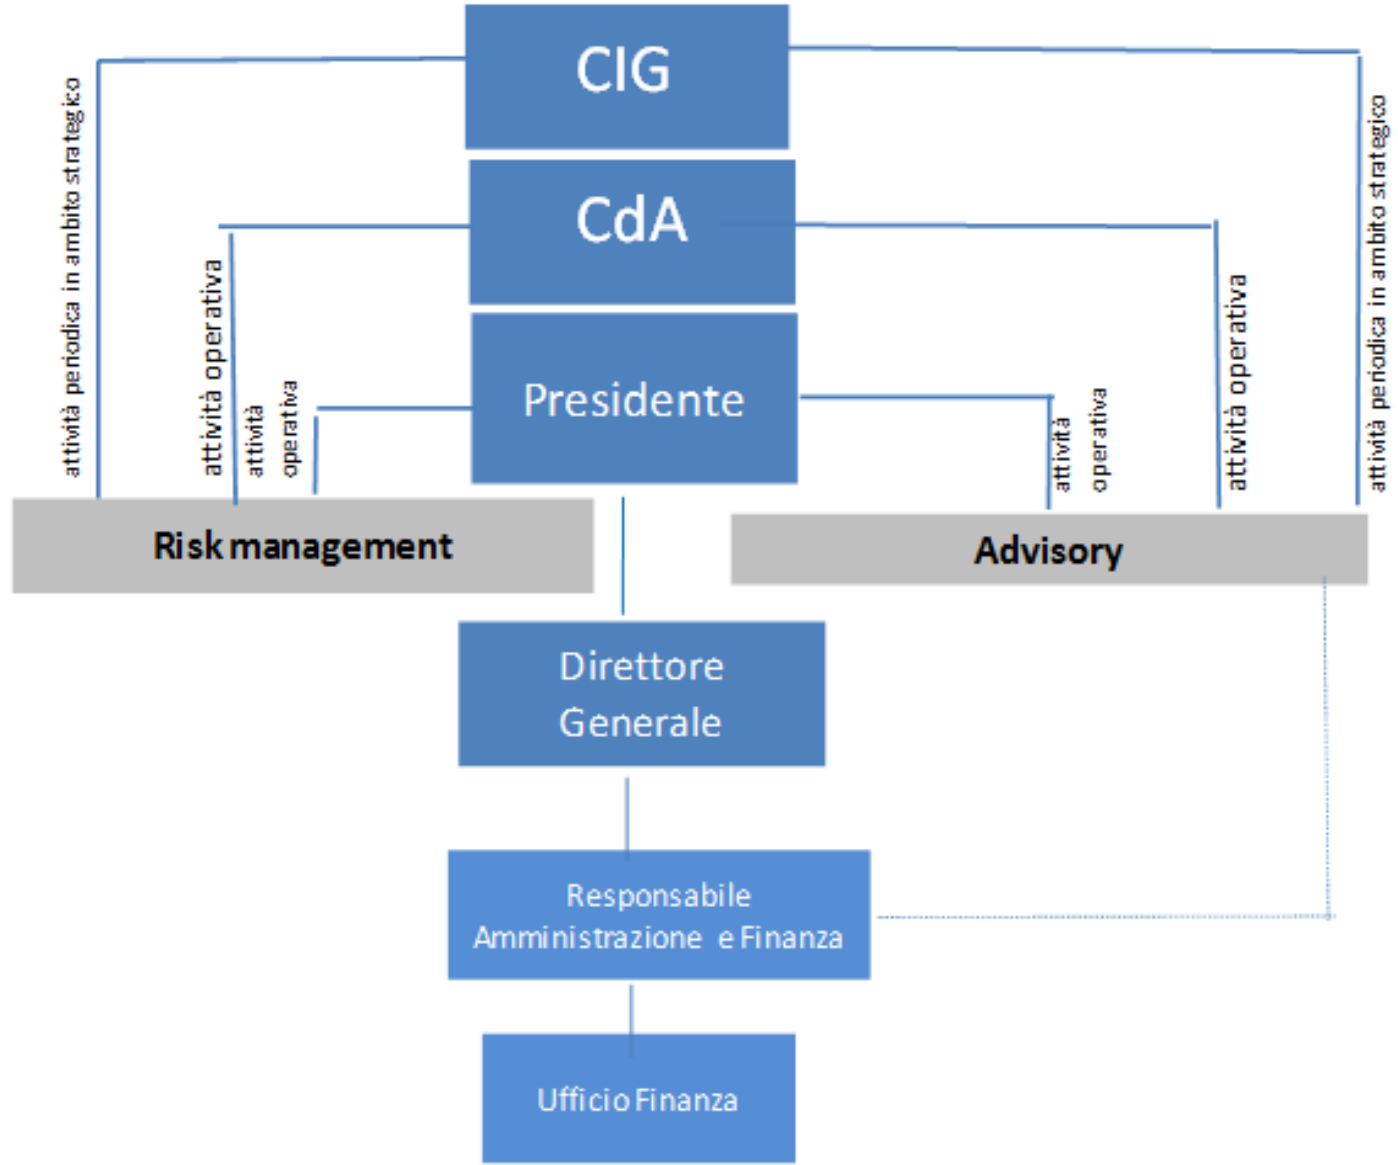 CIG
attività periodica in ambito strategico
attività periodica in ambito strategico
CdA
attività operativa
attività operativa
Presidente
attività
operativa
attività
operativa
Risk management
Advisory
Direttore
Generale
Responsabile
Amministrazione e Finanza
Ufficio Finanza